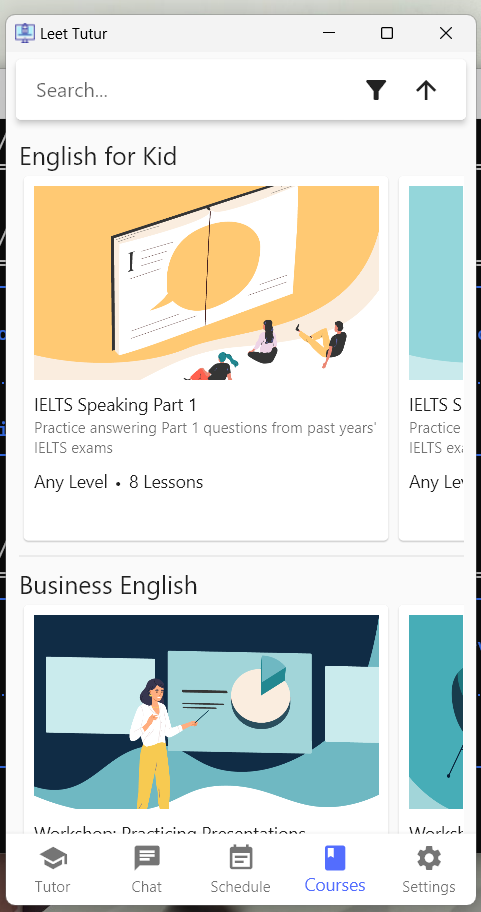 Leet Tutur
Search...
English for Kid
I
IELTS Speaking Part 1
IELTS S
Practice answering Part 1 questions from past years'
Practice
IELTS exams
IELTS exa
Any Level • 8 Lessons
Any Lev
Business English
Workshop: Practicing Presentations
Worksh
Tutor
Chat
Schedule
Courses
Settings